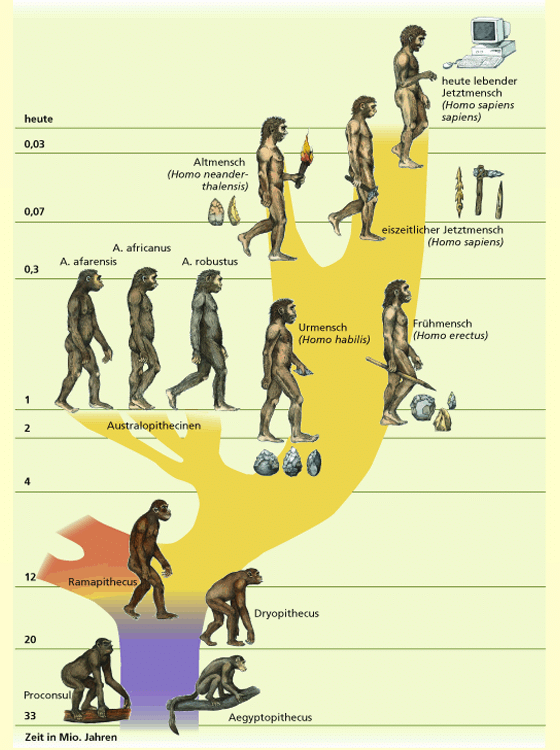 heute lebender
Jetztmensch
(Homo sapiens
sapiens)
heute
0,03
Altmensch
(Homo neander-
thalensis)
0,07
eiszeitlicher Jetztmensch
(Homo sapiens)
A. africanus
A. afarensis
A. robustus
0,3
Urmensch
(Homo habilis)
Frühmensch
(Homo erectus)
1
Australopithecinen
2
4
12
Ramapithecus
Dryopithecus
20
Proconsul
33
Aegyptopithecus
Zeit in Mio. Jahren